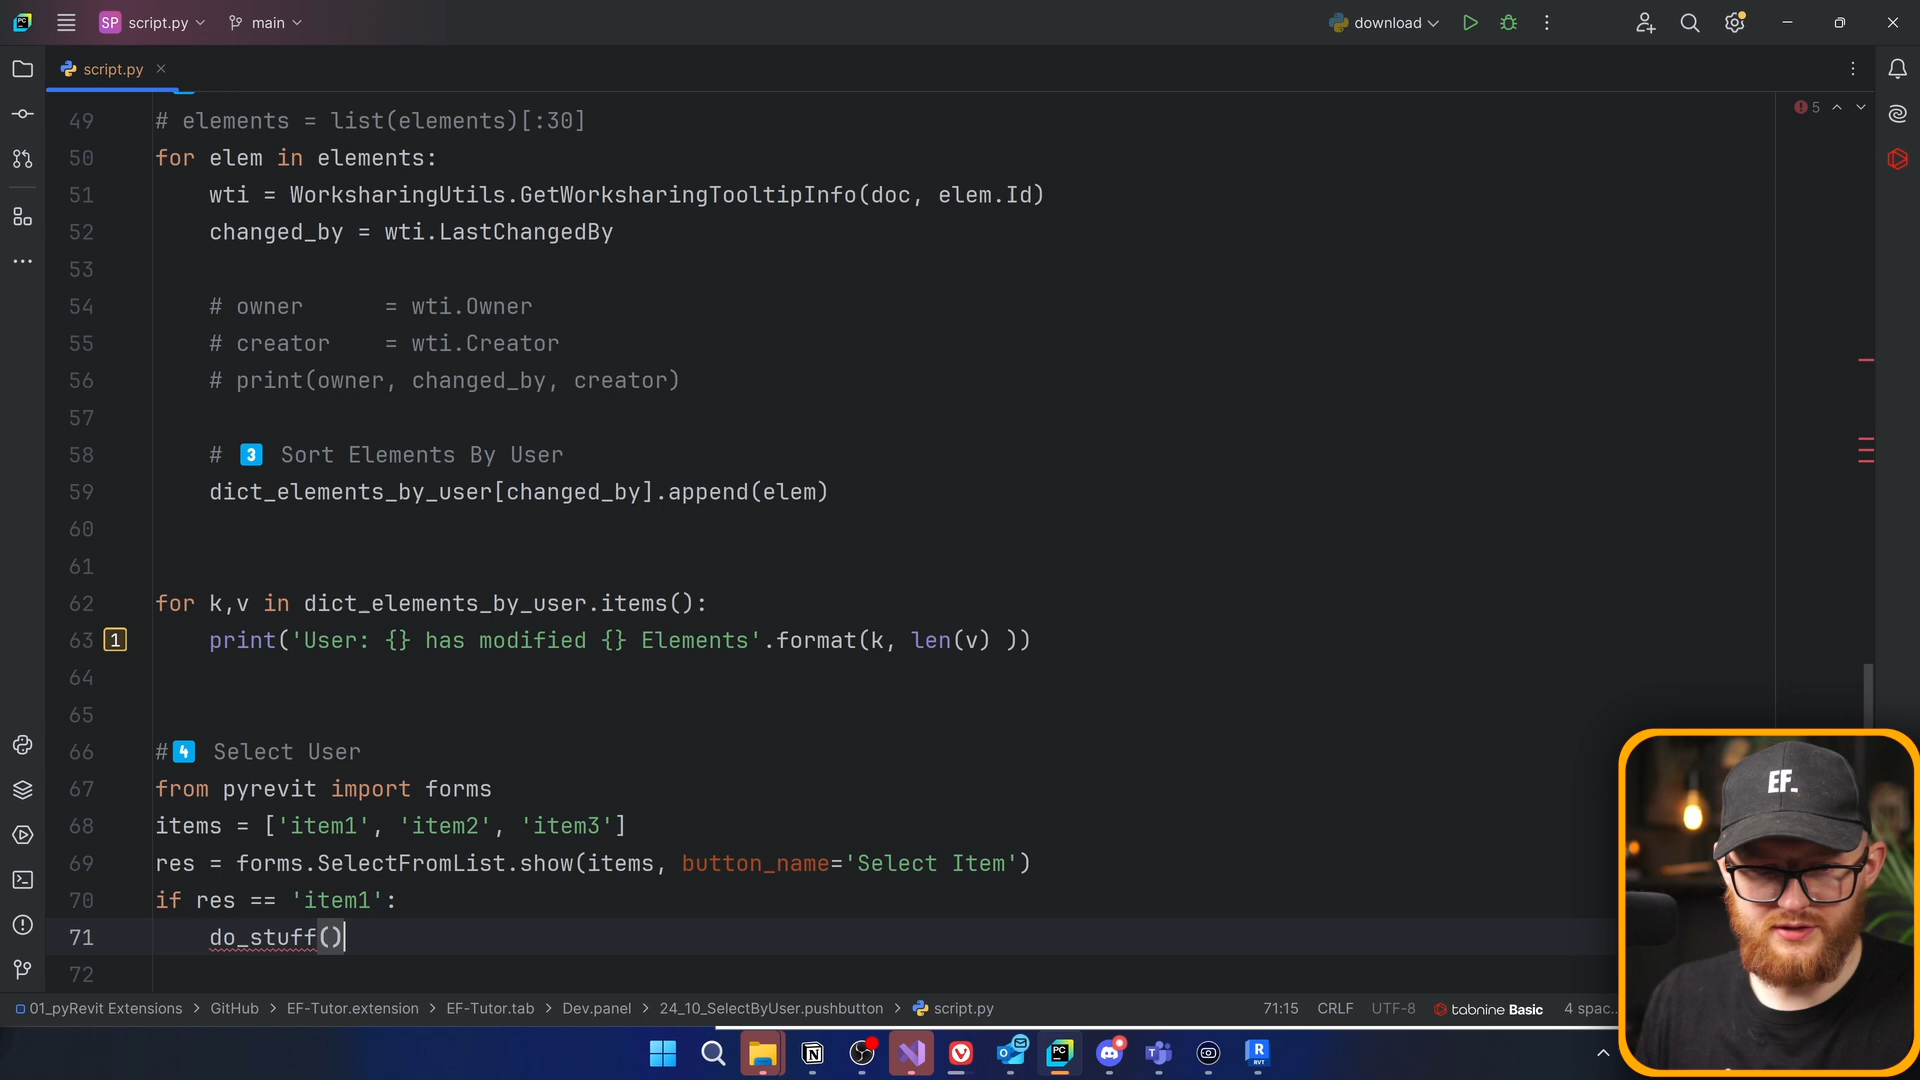 SP script.py main download
script.py
5
49 # elements = list(elements)[:30]
50 for elem in elements:
51 wti = WorksharingUtils.GetWorksharingTooltipInfo(doc, elem.Id)
52 changed_by = wti.LastChangedBy
53
54 # owner = wti.Owner
55 # creator = wti.Creator
56 # print(owner, changed_by, creator)
57
58 # 3 Sort Elements By User
59 dict_elements_by_user[changed_by].append(elem)
60
61
62 for k,v in dict_elements_by_user.items():
63 1 print('User: {} has modified {} Elements'.format(k, len(v) ))
64
65
66 #4 Select User
67 from pyrevit import forms
68 items = ['item1', 'item2', 'item3']
69 res = forms.SelectFromList.show(items, button_name='Select Item')
70 if res == 'item1':
71 do_stuff()
72
EF.
01_pyRevit Extensions > GitHub > EF-Tutor.extension > EF-Tutor.tab > Dev.panel > 24_10_SelectByUser.pushbutton > script.py 71:15 CRLF UTF-8 tabnine Basic 4 spac...